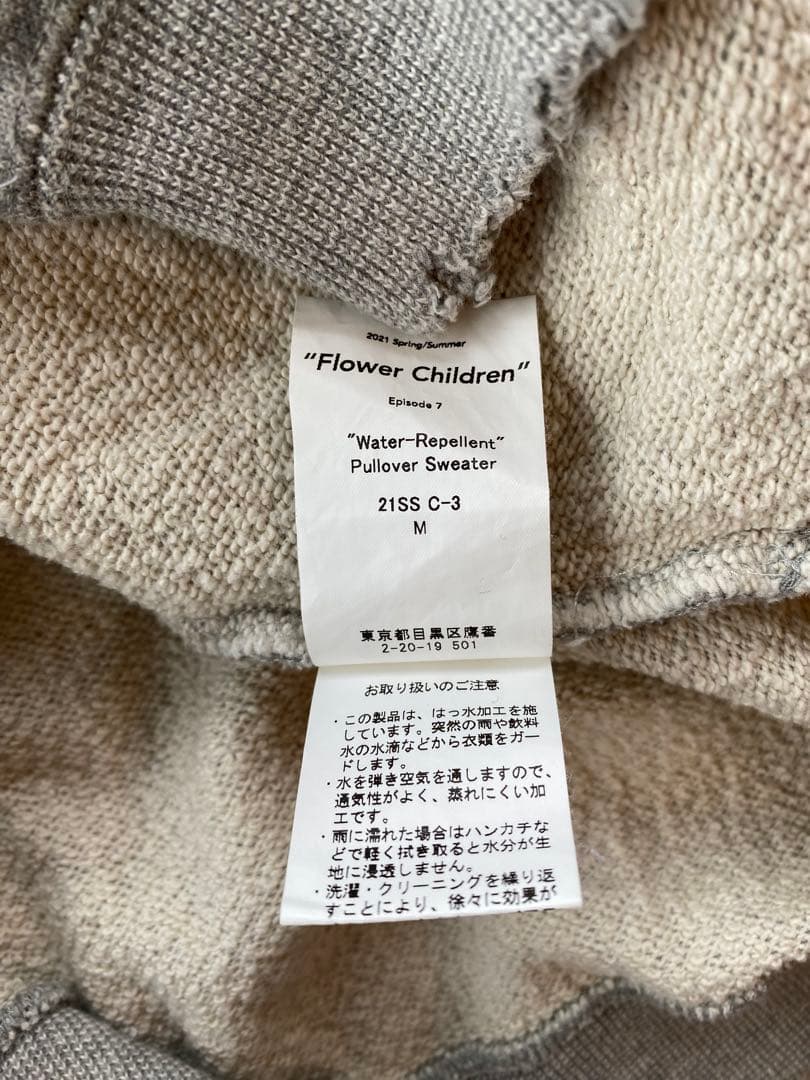 2021 Spring/Summer
"Flower Children"
Episode 7
"Water-Repellent"
Pullover Sweater
21SS C-3
M
東京都目黒区鷹番
2-20-19 501
お取り扱いのご注意
・この製品は、はっ水加工を施
しています。突然の雨や飲料
水の水滴などから衣類をガー
ドします。
・水を弾き空気を通しますので、
通気性がよく、蒸れにくい加
工です。
・雨に濡れた場合はハンカチな
どで軽く拭き取ると水分が生
地に浸透しません。
・洗濯・クリーニングを繰り返
すことにより、徐々に効果が